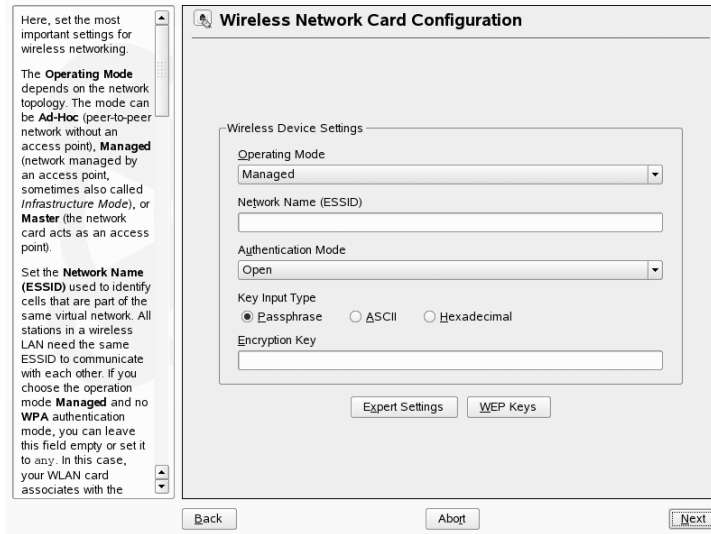 Here, set the most
important settings for
wireless networking.
The Operating Mode
depends on the network
topology. The mode can
be Ad-Hoc (peer-to-peer
network without an
access point), Managed
(network managed by
an access point,
sometimes also called
Infrastructure Mode), or
Master (the network
card acts as an access
point).
Set the Network Name
(ESSID) used to identify
cells that are part of the
same virtual network. All
stations in a wireless
LAN need the same
ESSID to communicate
with each other. If you
choose the operation
mode Managed and no
WPA authentication
mode, you can leave
this field empty or set it
to any. In this case,
your WLAN card
associates with the
Wireless Network Card Configuration
Wireless Device Settings
Operating Mode
Managed
Network Name (ESSID)
Authentication Mode
Open
Key Input Type
Passphrase ASCII Hexadecimal
Encryption Key
Expert Settings WEP Keys
Back Abort Next